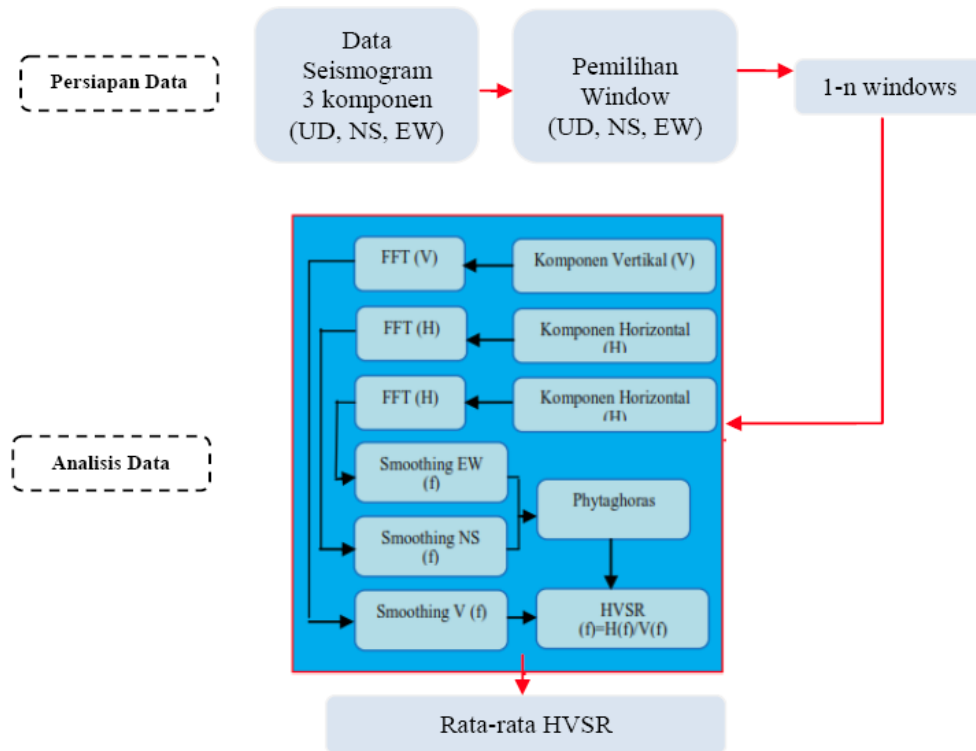 Persiapan Data
Data
Seismogram
3 komponen
(UD, NS, EW)
Pemilihan
Window
(UD, NS, EW)
1-n windows
Analisis Data
FFT (V)
Komponen Vertikal (V)
FFT (H)
Komponen Horizontal
(H)
FFT (H)
Komponen Horizontal
(H)
Smoothing EW
(f)
Phytaghoras
Smoothing NS
(f)
Smoothing V (f)
HVSR
(f)=H(f)/V(f)
Rata-rata HVSR